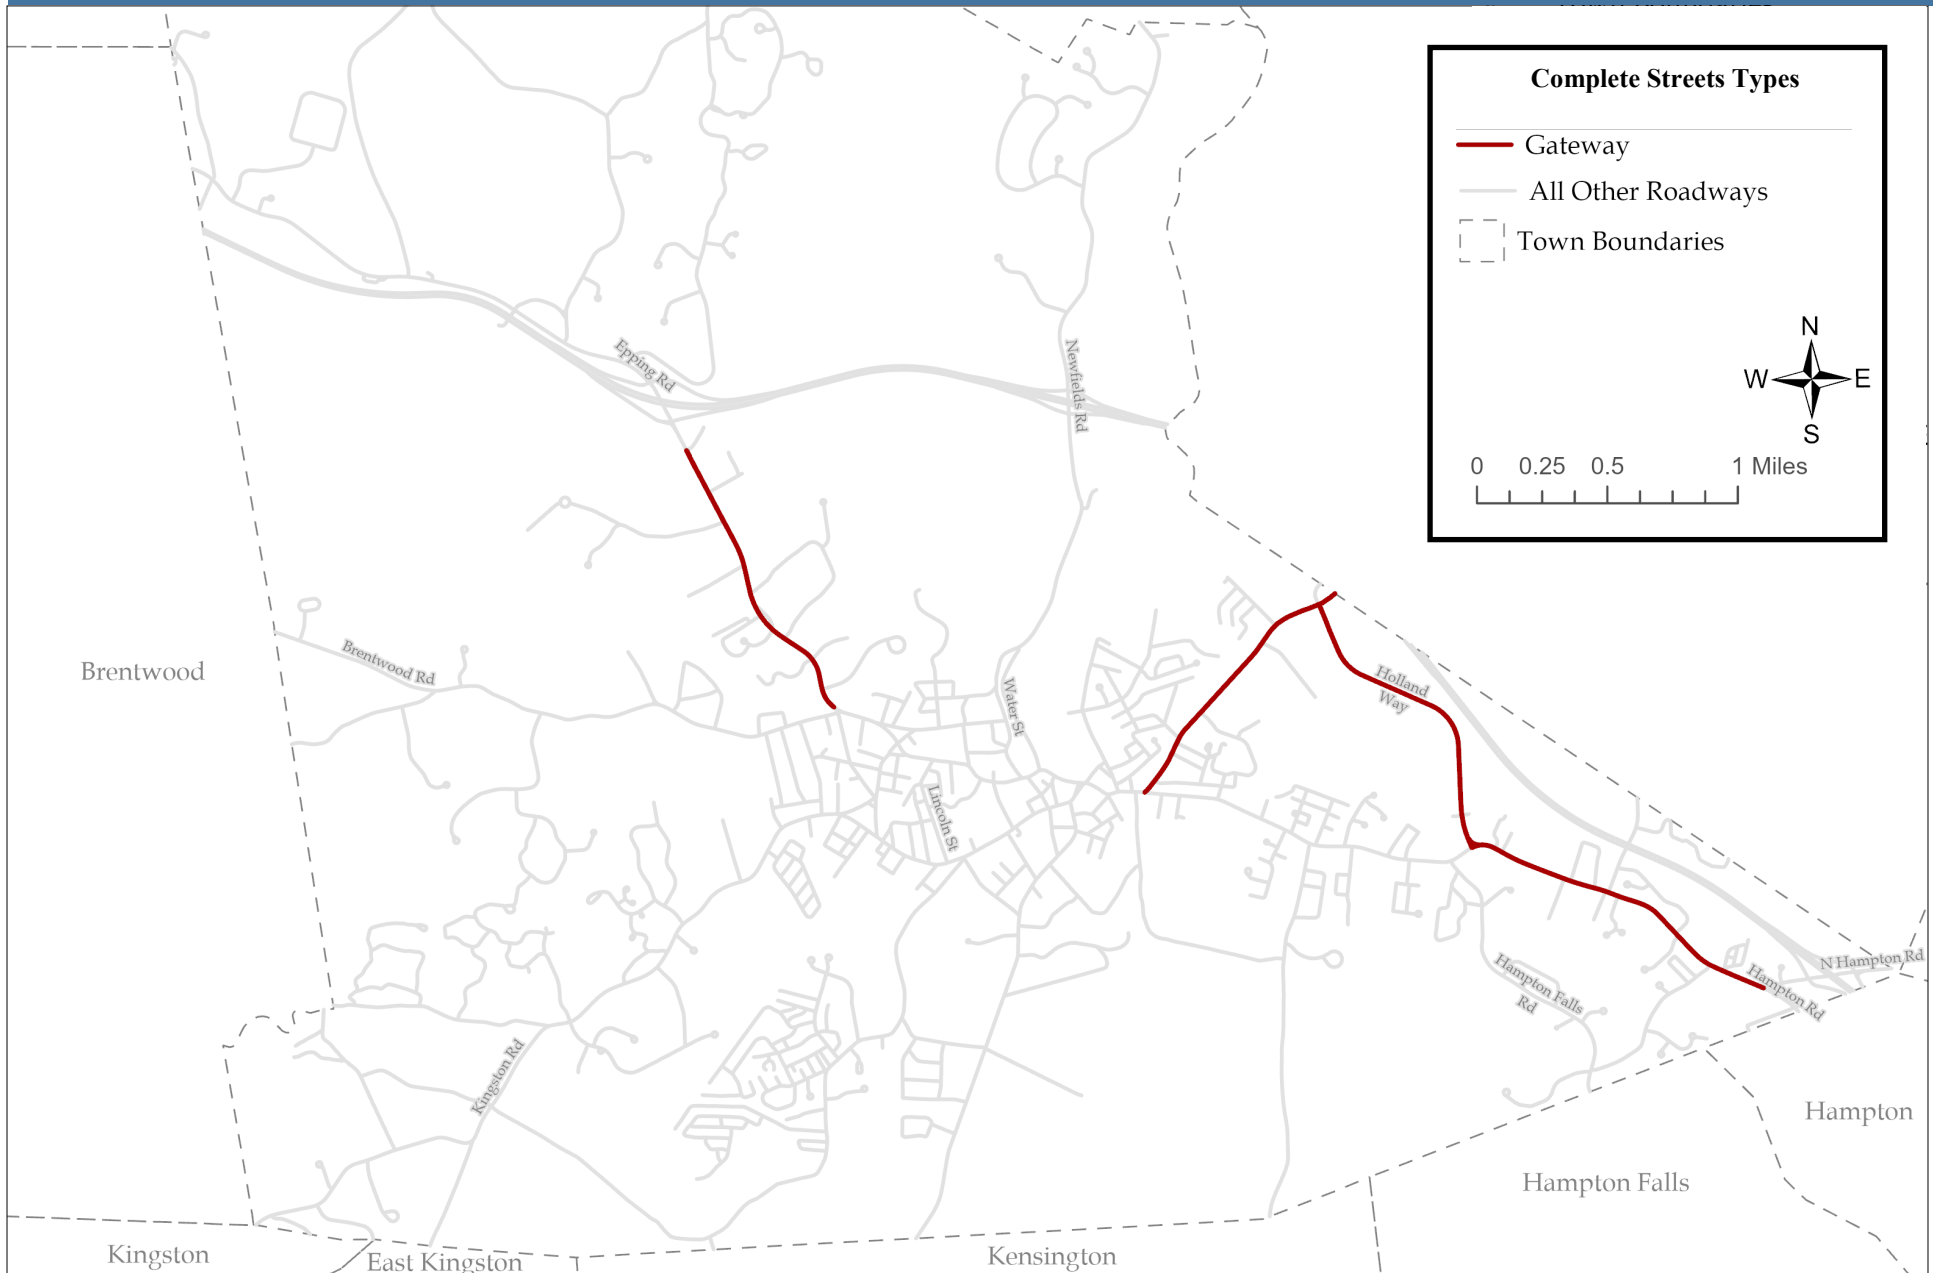 Complete Streets Types
Gateway
All Other Roadways
Town Boundaries
N
W E
S
0 0.25 0.5 1 Miles
Epping Rd
Newfields Rd
Brentwood
Brentwood Rd
Water St
Holland
Way
Lincoln St
N Hampton Rd
Hampton Rd
Hampton Falls
Rd
Kingston Rd
Hampton
Hampton Falls
Kingston
East Kingston
Kensington